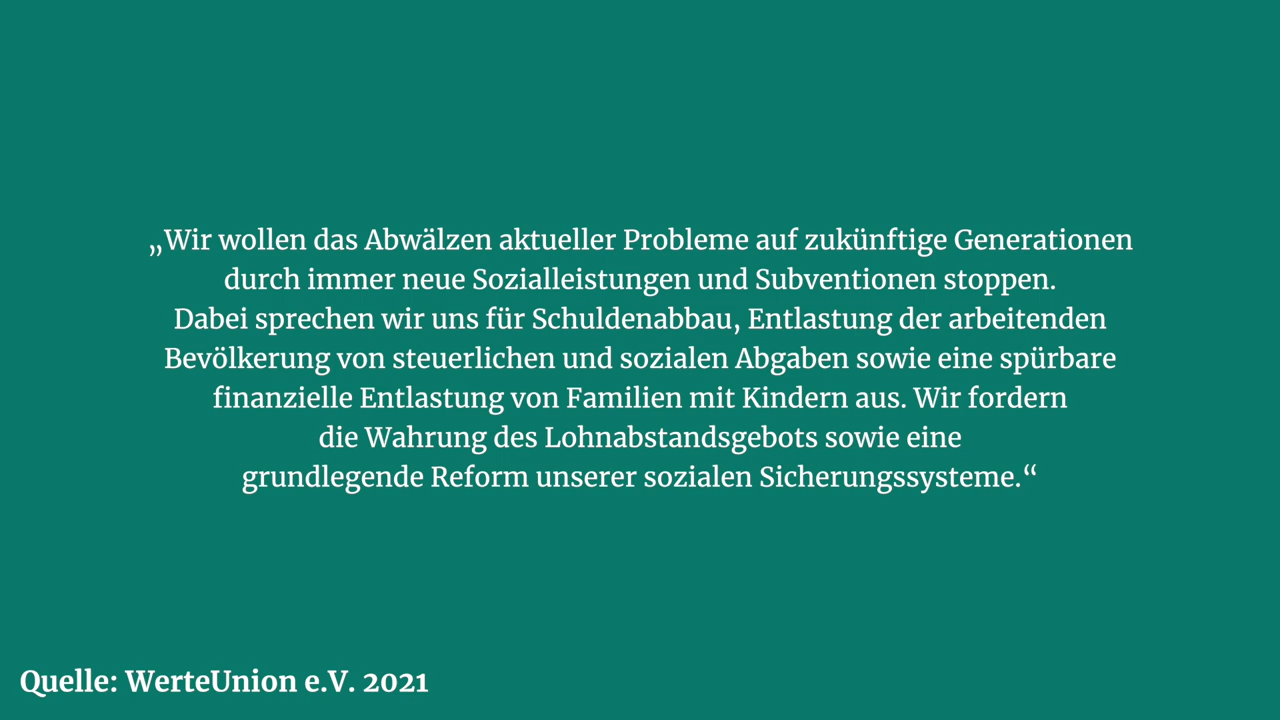 „Wir wollen das Abwälzen aktueller Probleme auf zukünftige Generationen
durch immer neue Sozialleistungen und Subventionen stoppen.
Dabei sprechen wir uns für Schuldenabbau, Entlastung der arbeitenden
Bevölkerung von steuerlichen und sozialen Abgaben sowie eine spürbare
finanzielle Entlastung von Familien mit Kindern aus. Wir fordern
die Wahrung des Lohnabstandsgebots sowie eine
grundlegende Reform unserer sozialen Sicherungssysteme.“
Quelle: WerteUnion e.V. 2021